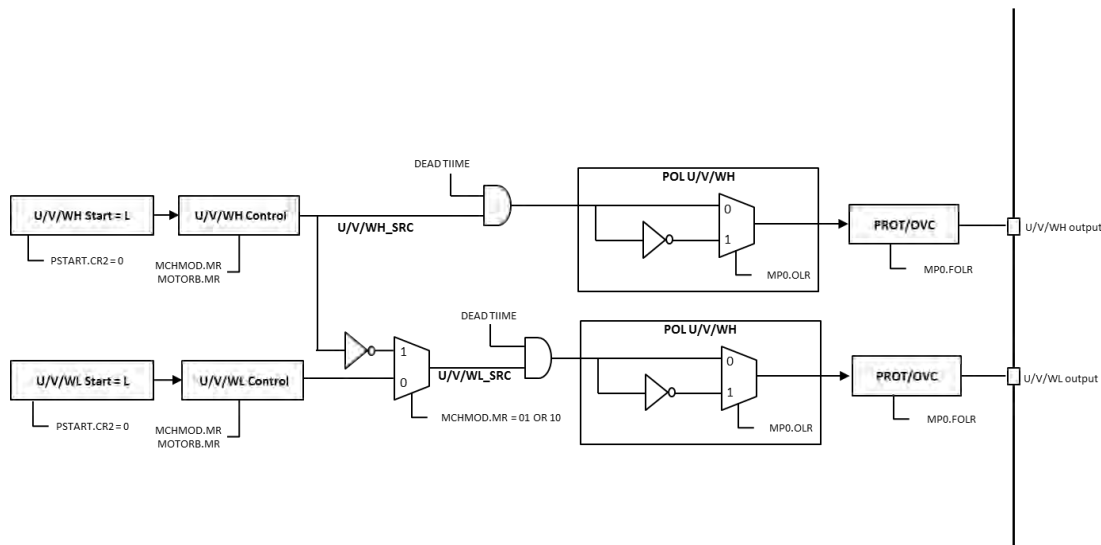 DEAD TIIME
POL U/V/WH
U/V/WH Start = L
U/V/WH Control
U/V/WH_SRC
0
1
PROT/OVC
U/V/WH output
PSTART.CR2 = 0
MCHMOD.MR
MOTORB.MR
MP0.OLR
MP0.FOLR
DEAD TIIME
POL U/V/WH
U/V/WL Start = L
U/V/WL Control
1
0
U/V/WL_SRC
0
1
PROT/OVC
U/V/WL output
PSTART.CR2 = 0
MCHMOD.MR
MOTORB.MR
MCHMOD.MR = 01 OR 10
MP0.OLR
MP0.FOLR